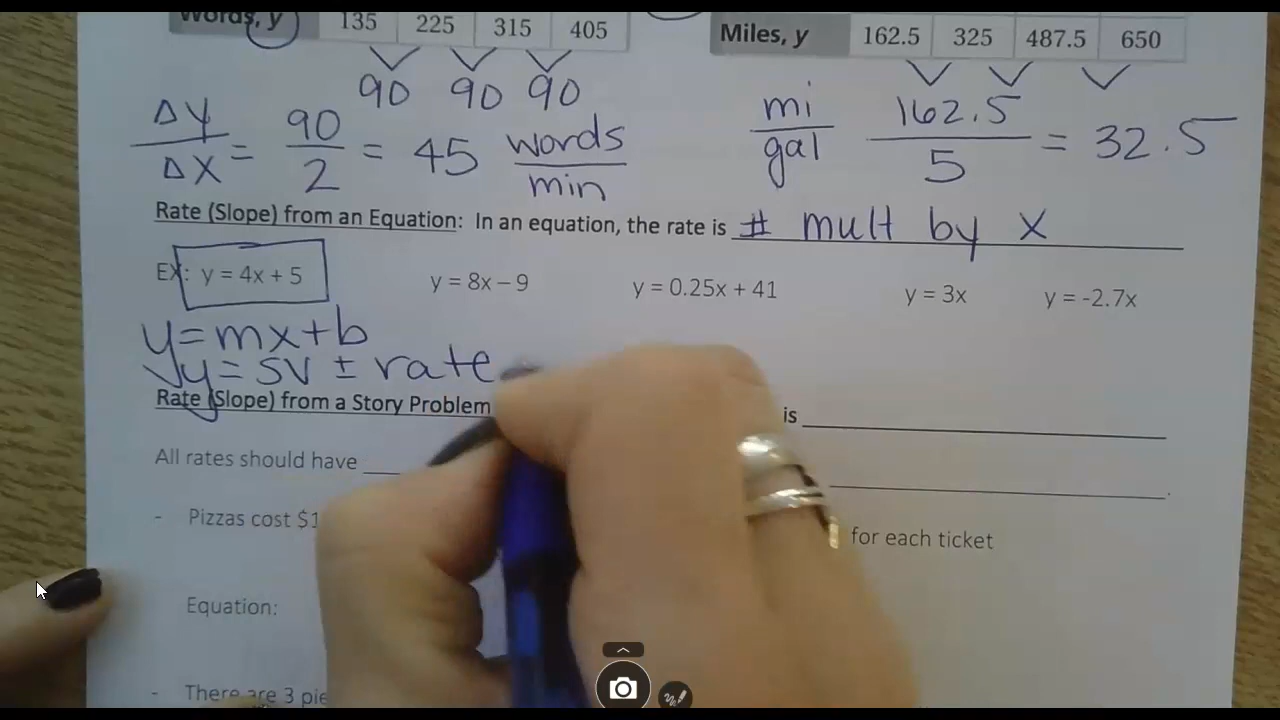 Words, y 135 225 315 405
Miles, y 162.5 325 487.5 650
90 90 90
Δy/Δx = 90/2 = 45 words/min
mi/gal 162.5/5 = 32.5
Rate (Slope) from an Equation: In an equation, the rate is # mult by x
EX: y = 4x + 5 y = 8x – 9 y = 0.25x + 41 y = 3x y = -2.7x
y=mx+b
y= SV ± rate
Rate (Slope) from a Story Problem is
All rates should have
- Pizzas cost $1 for each ticket
Equation:
- There are 3